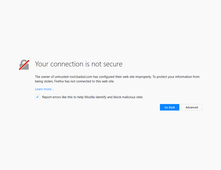 Your connection is not secure
The owner of untrusted-root.badssl.com has configured their web site improperly. To protect your information from
being stolen, Firefox has not connected to this web site.
Learn more…
Report errors like this to help Mozilla identify and block malicious sites
Go Back
Advanced